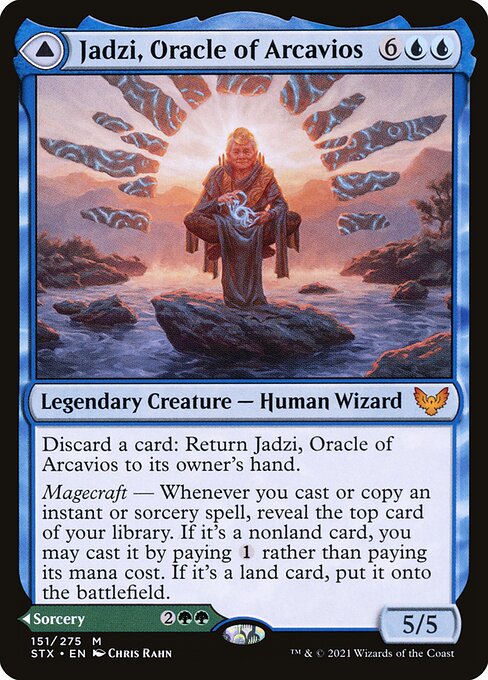 Jadzi, Oracle of Arcavios 6
Legendary Creature — Human Wizard
Discard a card: Return Jadzi, Oracle of
Arcavios to its owner's hand.
Magecraft — Whenever you cast or copy an
instant or sorcery spell, reveal the top card
of your library. If it's a nonland card, you
may cast it by paying 1 rather than paying
its mana cost. If it's a land card, put it onto
the battlefield.
Sorcery 2
5/5
151/275 M
STX • EN Chris Rahn
™ & © 2021 Wizards of the Coast